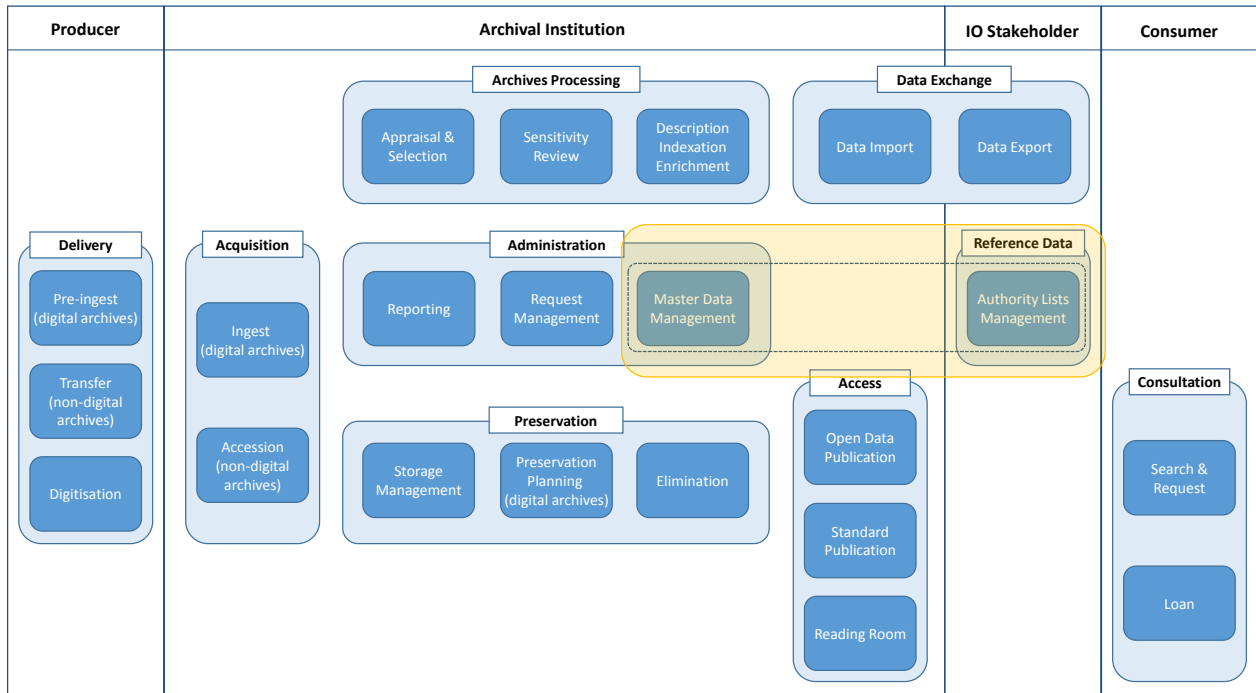 Producer
Archival Institution
IO Stakeholder
Consumer
Archives Processing
Appraisal &
Selection
Sensitivity
Review
Description
Indexation
Enrichment
Data Exchange
Data Import
Data Export
Delivery
Pre-ingest
(digital archives)
Transfer
(non-digital
archives)
Digitisation
Acquisition
Ingest
(digital archives)
Accession
(non-digital
archives)
Administration
Reporting
Request
Management
Master Data
Management
Reference Data
Authority Lists
Management
Preservation
Storage
Management
Preservation
Planning
(digital archives)
Elimination
Access
Open Data
Publication
Standard
Publication
Reading Room
Consultation
Search &
Request
Loan